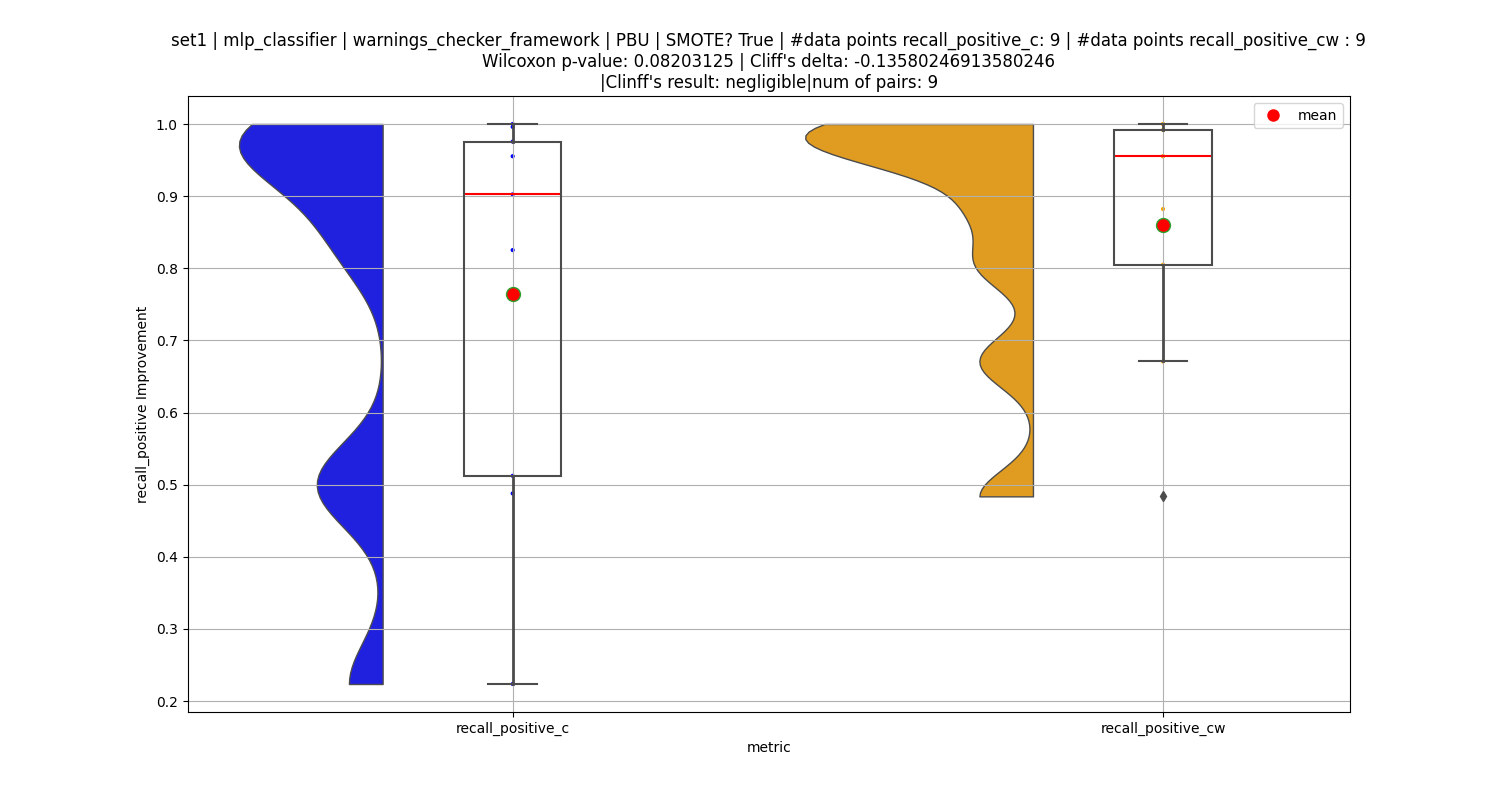 set1 | mlp_classifier | warnings_checker_framework | PBU | SMOTE? True | #data points recall_positive_c: 9 | #data points recall_positive_cw : 9
Wilcoxon p-value: 0.08203125 | Cliff's delta: -0.13580246913580246
|Clinff's result: negligible|num of pairs: 9
mean
1.0
0.9
0.8
0.7
0.6
0.5
0.4
0.3
0.2
recall_positive Improvement
recall_positive_c
recall_positive_cw
metric